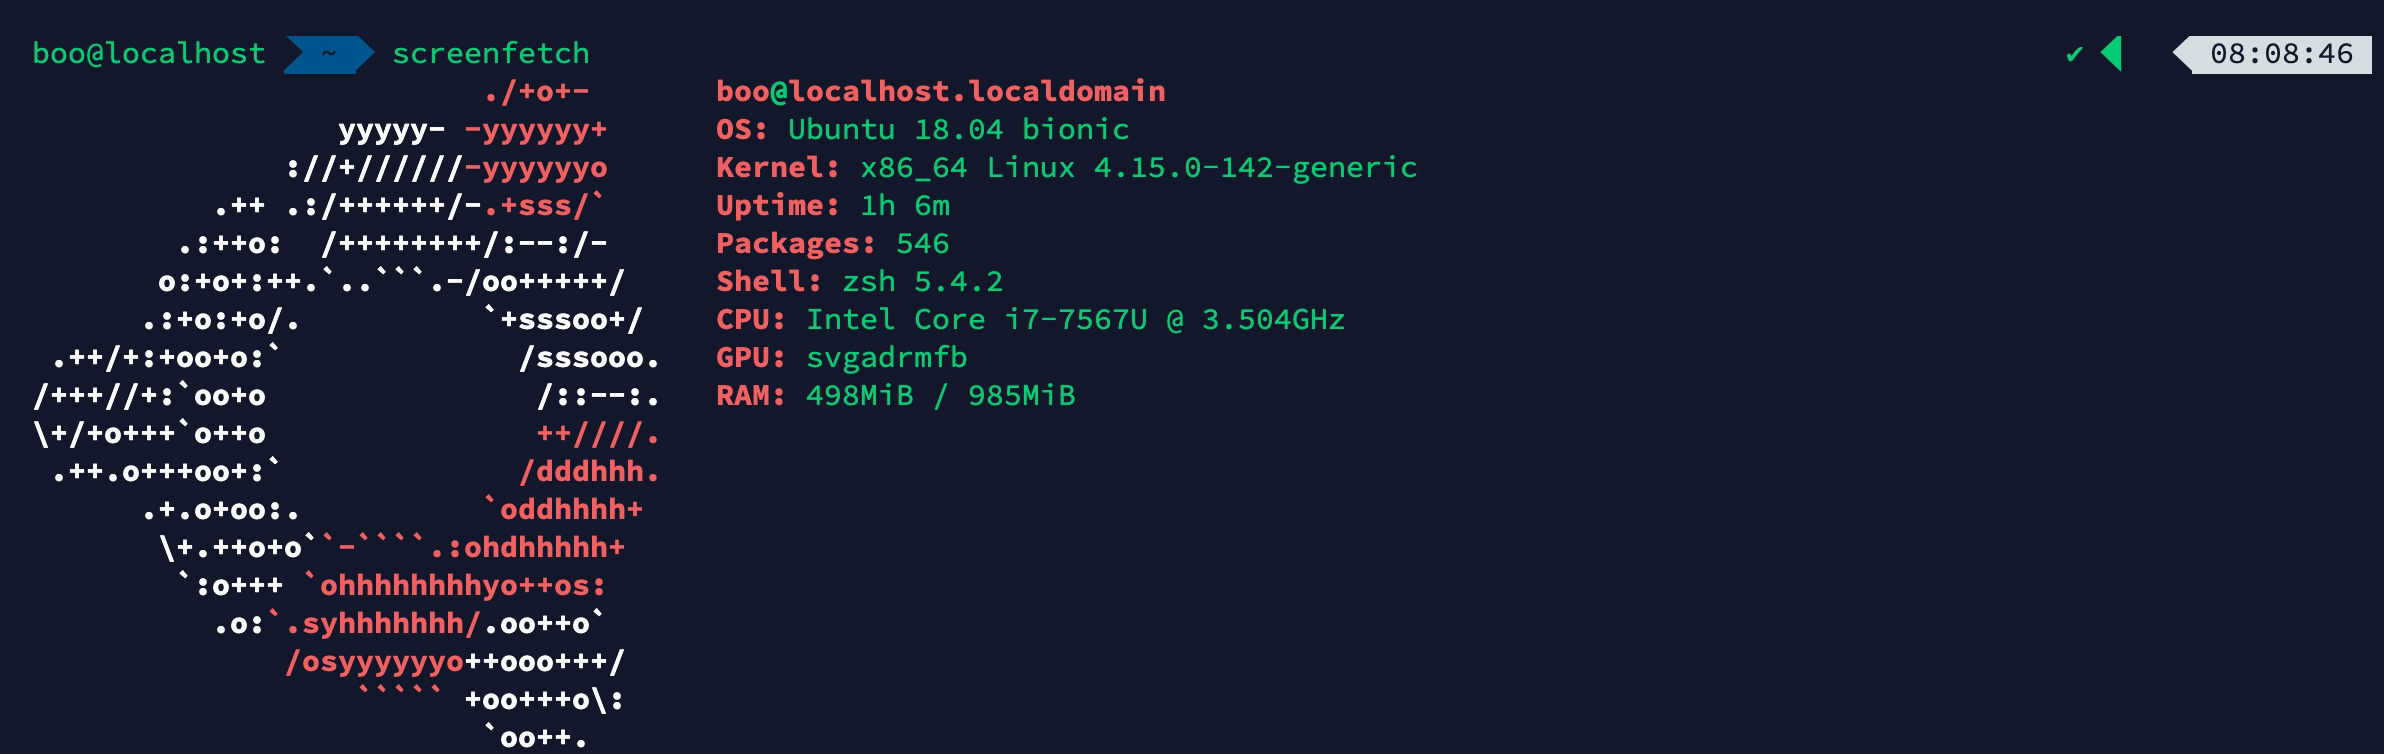 boo@localhost ~ screenfetch ✔ 08:08:46
./+o+- boo@localhost.localdomain
yyyyy- -yyyyyy+ OS: Ubuntu 18.04 bionic
://+//////-yyyyyyo Kernel: x86_64 Linux 4.15.0-142-generic
.++ .:/++++++/-.+sss/` Uptime: 1h 6m
.:++o:  /++++++++/:--:/- Packages: 546
o:+o+:++.`..```.-/oo+++++/ Shell: zsh 5.4.2
.:+o:+o/.          `+sssoo+/ CPU: Intel Core i7-7567U @ 3.504GHz
.++/+:+oo+o:`             /sssooo. GPU: svgadrmfb
/+++//+:`oo+o               /::--:. RAM: 498MiB / 985MiB
\+/+o+++`o++o               ++////.
.++.o+++oo+:`             /dddhhh.
.+.o+oo:.          `oddhhhh+
\+.++o+o``-````.:ohdhhhhh+
`:o+++ `ohhhhhhhhyo++os:
.o:`.syhhhhhhh/.oo++o`
/osyyyyyyo++ooo+++/
````` +oo+++o\:
`oo++.